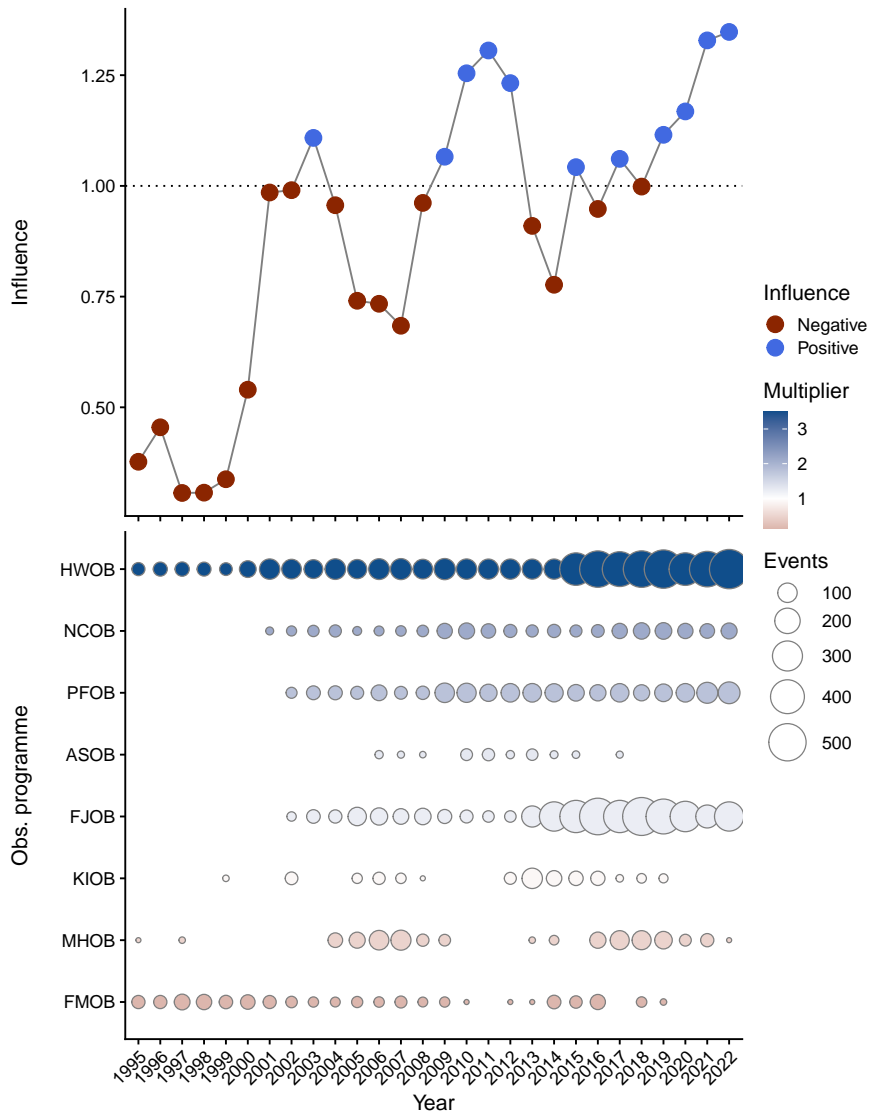 1.25
1.00
0.75
0.50
Influence
Influence
Negative
Positive
Multiplier
3
2
1
Events
100
200
300
400
500
HWOB
NCOB
PFOB
ASOB
FJOB
KIOB
MHOB
FMOB
Obs. programme
1995 1996 1997 1998 1999 2000 2001 2002 2003 2004 2005 2006 2007 2008 2009 2010 2011 2012 2013 2014 2015 2016 2017 2018 2019 2020 2021 2022
Year